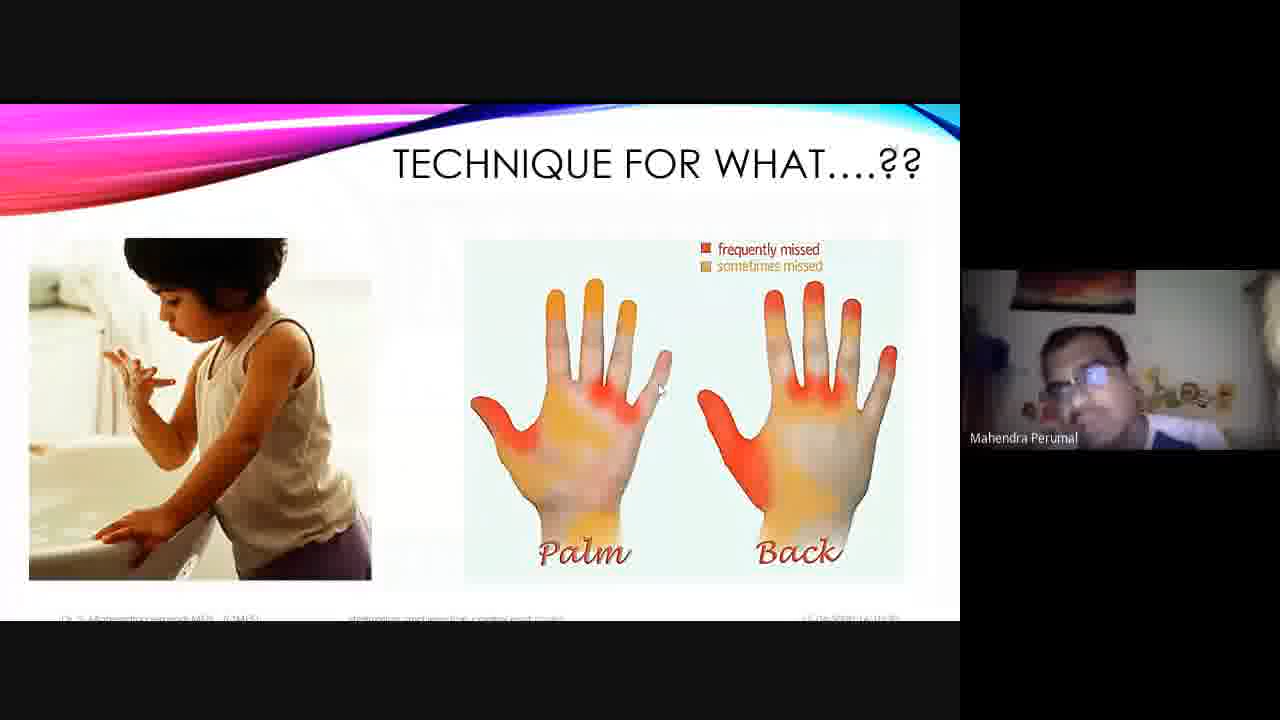 TECHNIQUE FOR WHAT....??
frequently missed
sometimes missed
Palm
Back
Mahendra Perumal